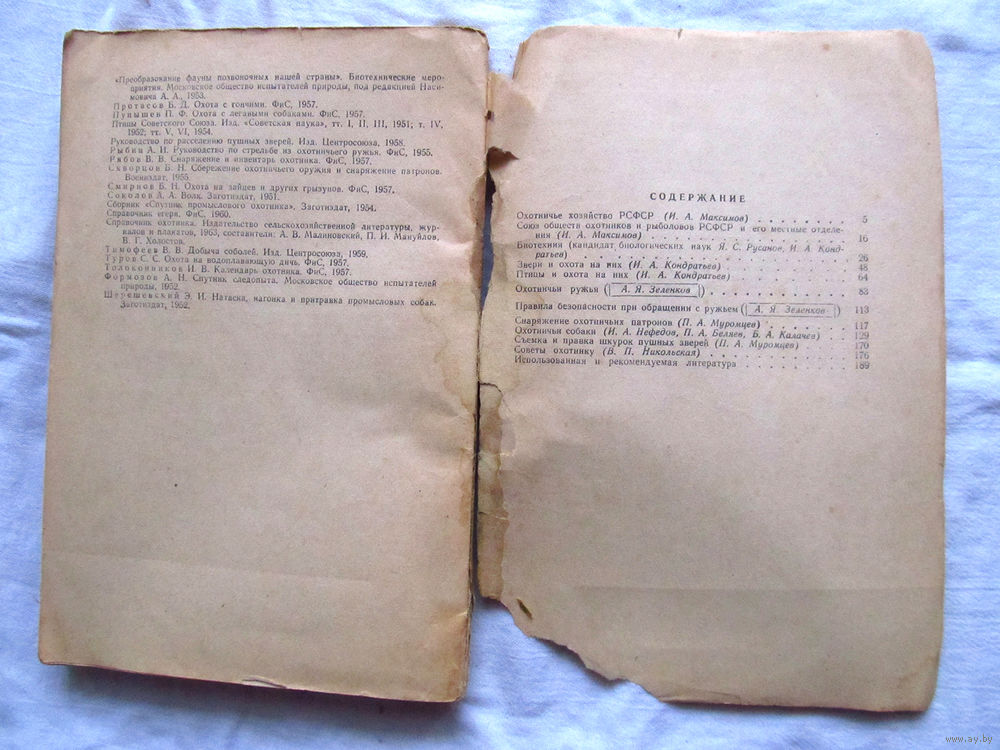 «Преобразование фауны позвоночных нашей страны». Биотехнические меро-
приятия. Московское общество испытателей природы, под редакцией Наси-
мовича А. А., 1953.
Протасов Б. Д. Охота с гончими. ФиС, 1957.
Пупышев П. Ф. Охота с легавыми собаками. ФиС, 1957.
Птицы Советского Союза. Изд. «Советская наука», тт. I, II, III, 1951; т. IV,
1952; тт. V, VI, 1954.
Руководство по расселению пушных зверей. Изд. Центросоюза, 1958.
Рыбин А. И. Руководство по стрельбе из охотничьего ружья. ФиС, 1955.
Рябов В. В. Снаряжение и инвентарь охотника. ФиС, 1957.
Скворцов Б. Н. Сбережение охотничьего оружия и снаряжение патронов.
Воениздат, 1955.
Смирнов Б. Н. Охота на зайцев и других грызунов. ФиС, 1957.
Соколов А. А. Волк. Заготиздат, 1951.
Сборник «Спутник промыслового охотника». Заготиздат, 1954.
Справочник егеря. ФиС, 1960.
Справочник охотника. Издательство сельскохозяйственной литературы, жур-
налов и плакатов, 1963, составители: А. В. Малиновский, П. И. Мануйлов,
В. Г. Холостов.
Тимофеев В. В. Добыча соболей. Изд. Центросоюза, 1959.
Туров С. С. Охота на водоплавающую дичь. ФиС, 1957.
Толоконников И. В. Календарь охотника. ФиС, 1957.
Формозов А. Н. Спутник следопыта. Московское общество испытателей
природы, 1952.
Шерешевский Э. И. Натаска, нагонка и притравка промысловых собак.
Заготиздат, 1952.
СОДЕРЖАНИЕ
Охотничье хозяйство РСФСР (И. А. Максимов) . . . . . . . . 5
Союз обществ охотников и рыболовов РСФСР и его местные отделе-
ния (И. А. Максимов) . . . . . . . . . . . . . 16
Биотехния (кандидат биологических наук Я. С. Русанов, И. А.Конд-
ратьев) . . . . . . . . . . . . . . . . . 26
Звери и охота на них (И. А. Кондратьев) . . . . . . . . . 48
Птицы и охота на них (И. А. Кондратьев) . . . . . . . . 64
Охотничьи ружья (А. Я. Зеленков) . . . . . . . . . . 83
Правила безопасности при обращении с ружьем (А. Я. Зеленков) 113
Снаряжение охотничьих патронов (П. А. Муромцев) . . . . . . 117
Охотничьи собаки (И. А. Нефедов, П. А. Беляев, Б. А. Калачев) . . 129
Съемка и правка шкурок пушных зверей (П. А. Муромцев) . . . . 170
Советы охотнику (В. П. Никольская) . . . . . . . . . . 176
Использованная и рекомендуемая литература . . . . . . . . 189
www.ay.by